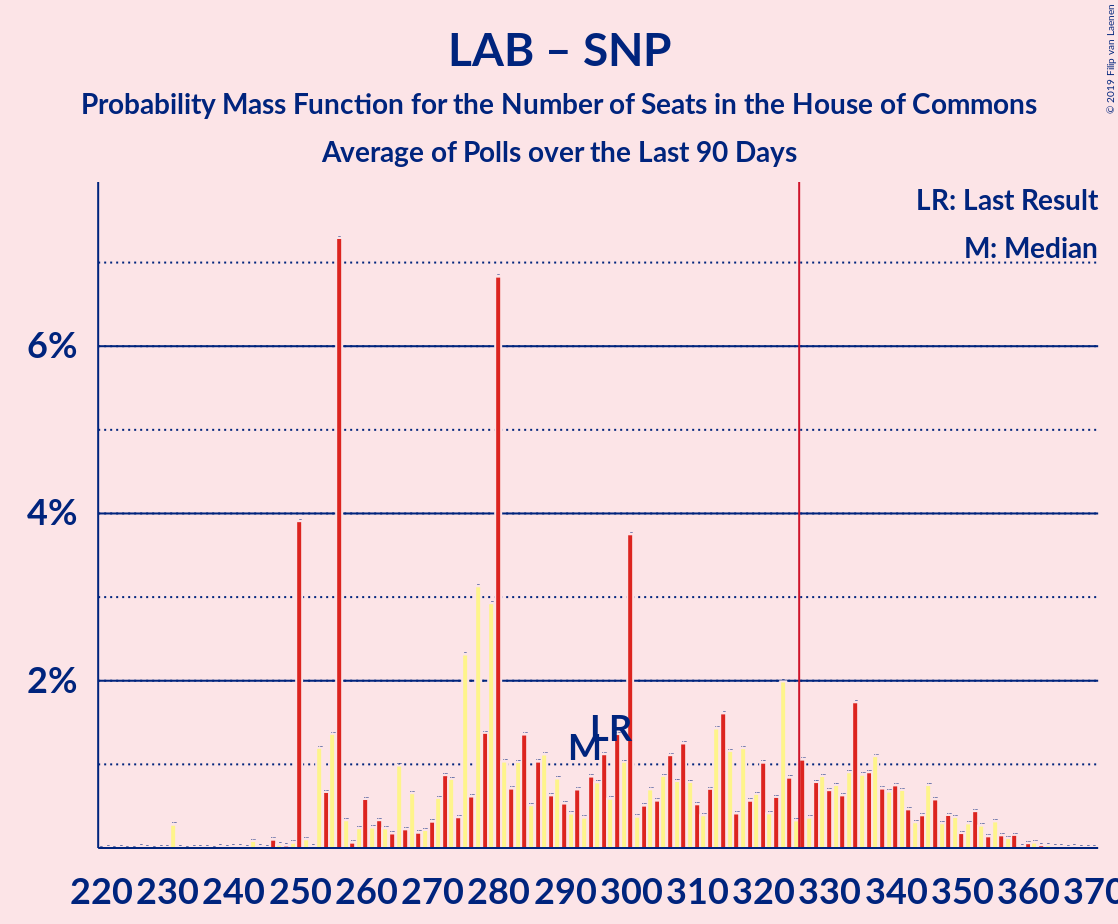 LAB – SNP
Probability Mass Function for the Number of Seats in the House of Commons
Average of Polls over the Last 90 Days
© 2019 Filip van Laenen
LR: Last Result
M: Median
6%
4%
2%
LR
M
220 230 240 250 260 270 280 290 300 310 320 330 340 350 360 370